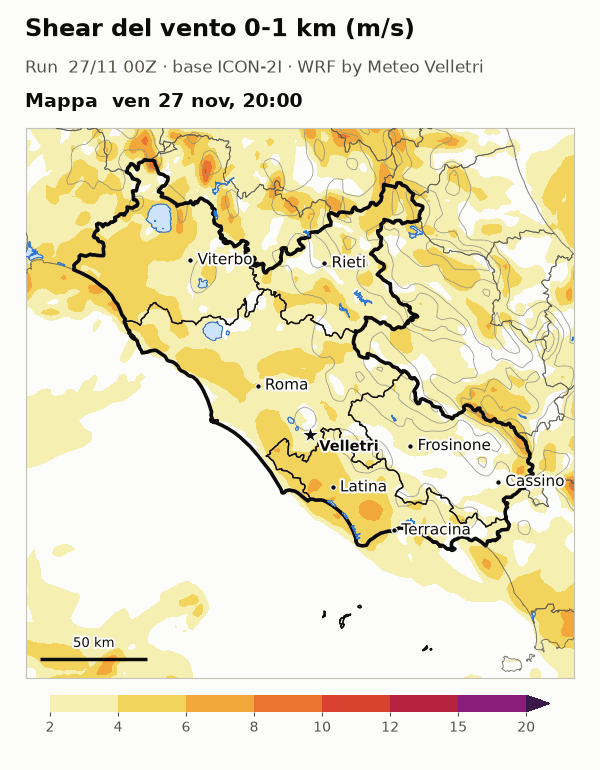 Shear del vento 0-1 km (m/s)
Run  27/11 00Z · base ICON-2I · WRF by Meteo Velletri
Mappa  ven 27 nov, 20:00
Viterbo
Rieti
Roma
Velletri
Frosinone
Cassino
Latina
Terracina
50 km
2 4 6 8 10 12 15 20